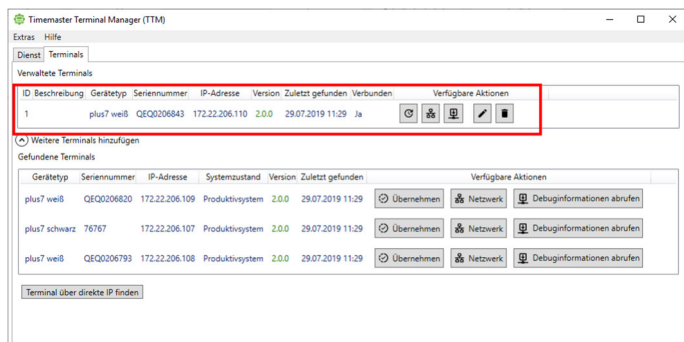 Timemaster Terminal Manager (TTM)
Extras Hilfe
Dienst Terminals
Verwaltete Terminals
ID Beschreibung Gerätetyp Seriennummer IP-Adresse Version Zuletzt gefunden Verbunden Verfügbare Aktionen
1 plus7 weiß QEQ0206843 172.22.206.110 2.0.0 29.07.2019 11:29 Ja
Weitere Terminals hinzufügen
Gefundene Terminals
Gerätetyp Seriennummer IP-Adresse Systemzustand Version Zuletzt gefunden Verfügbare Aktionen
plus7 weiß QEQ0206820 172.22.206.109 Produktivsystem 2.0.0 29.07.2019 11:29 Übernehmen Netzwerk Debuginformationen abrufen
plus7 schwarz 76767 172.22.206.107 Produktivsystem 2.0.0 29.07.2019 11:29 Übernehmen Netzwerk Debuginformationen abrufen
plus7 weiß QEQ0206793 172.22.206.108 Produktivsystem 2.0.0 29.07.2019 11:29 Übernehmen Netzwerk Debuginformationen abrufen
Terminal über direkte IP finden